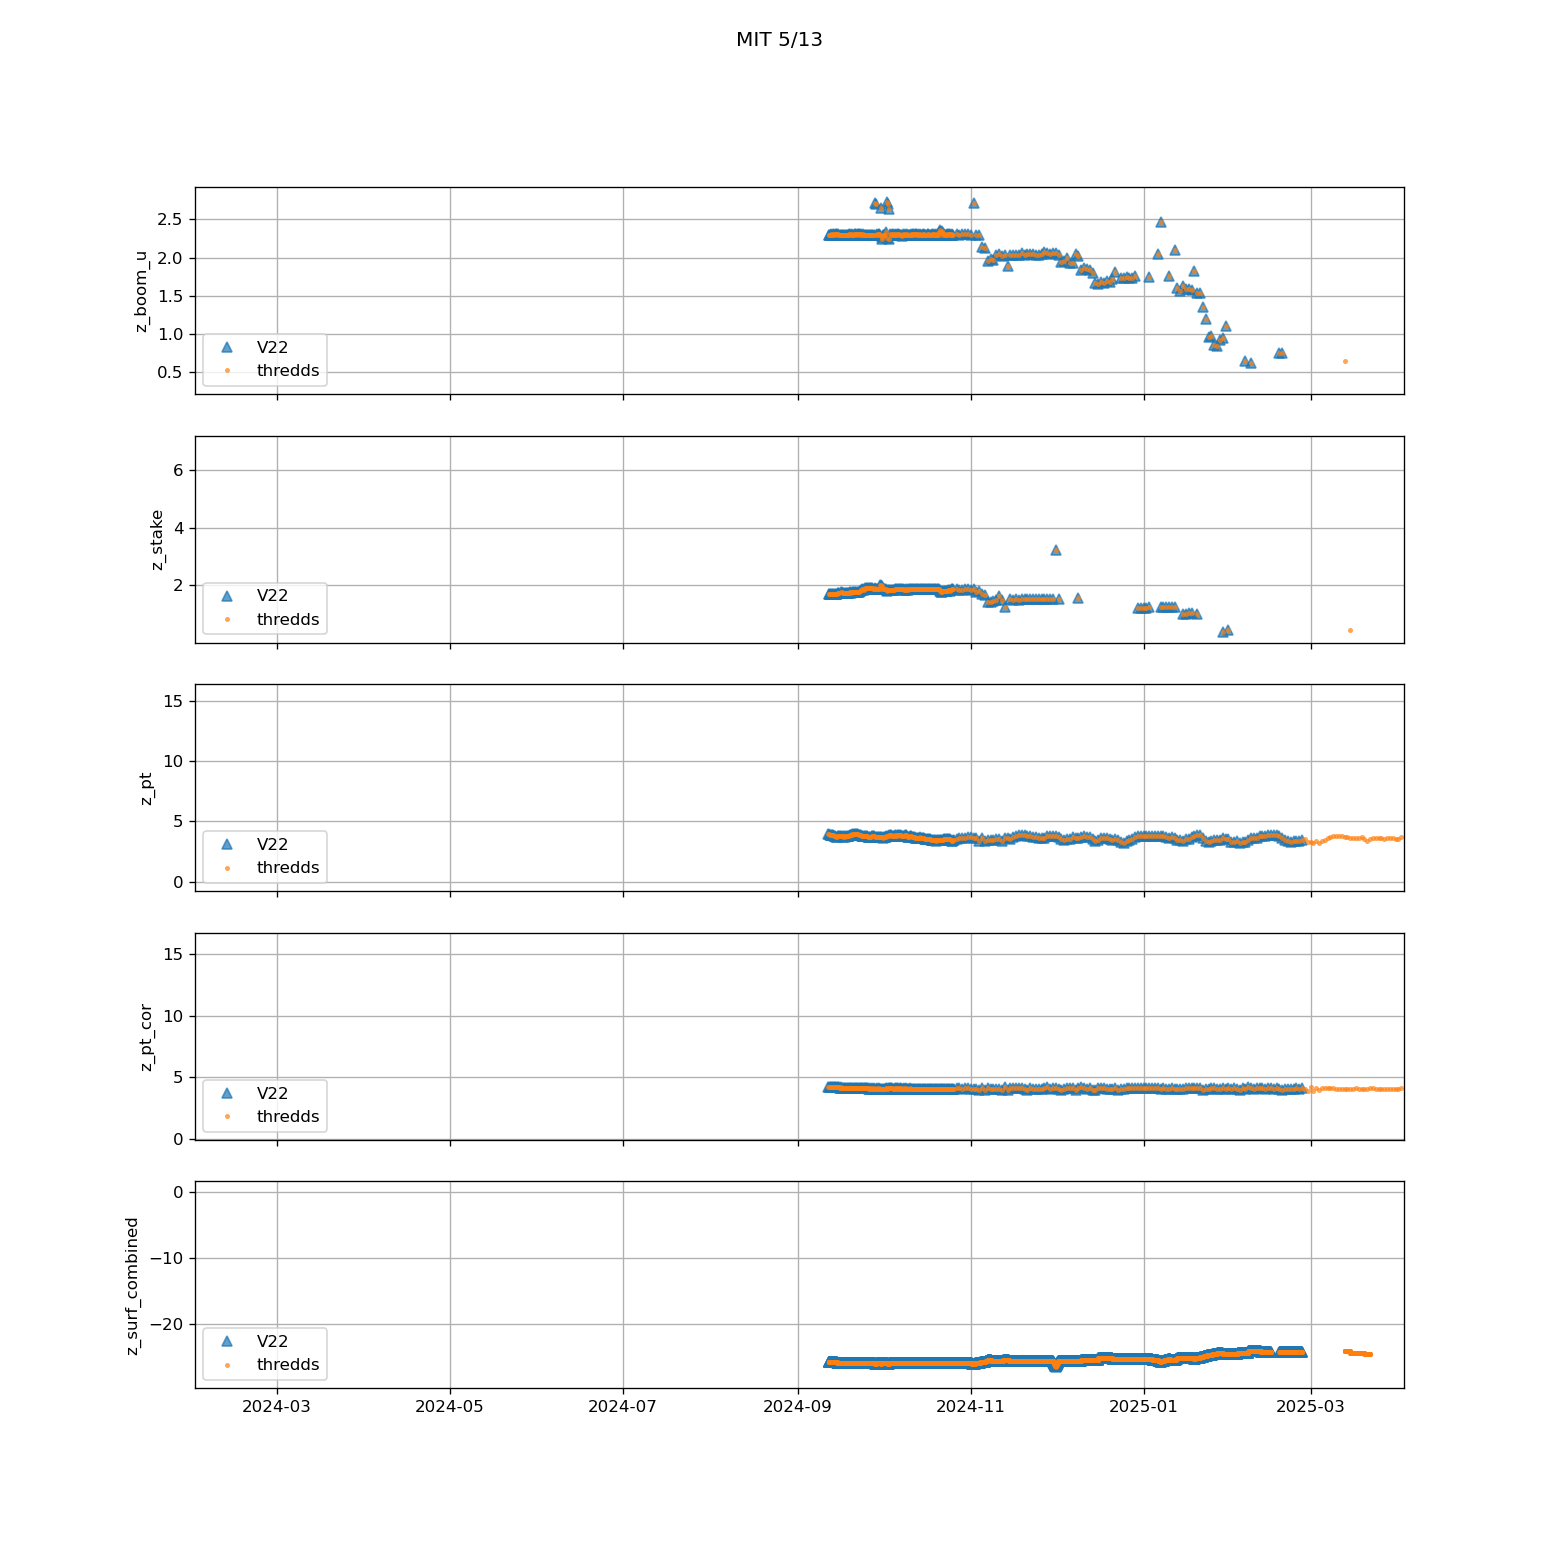 MIT 5/13
2.5
2.0
1.5
1.0
0.5
z_boom_u
V22
thredds
6
4
2
z_stake
V22
thredds
15
10
5
0
z_pt
V22
thredds
15
10
5
0
z_pt_cor
V22
thredds
0
−10
−20
z_surf_combined
V22
thredds
2024-03 2024-05 2024-07 2024-09 2024-11 2025-01 2025-03